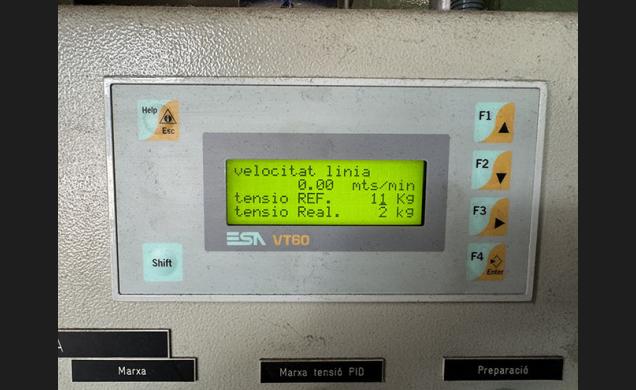 Help
Esc
F1
F2
F3
F4
Enter
Shift
velocitat linia
0.00 mts/min
tensio REF. 11 Kg
tensio Real. 2 kg
ESA VT60
A
Marxa
Marxa tensió PID
Preparació